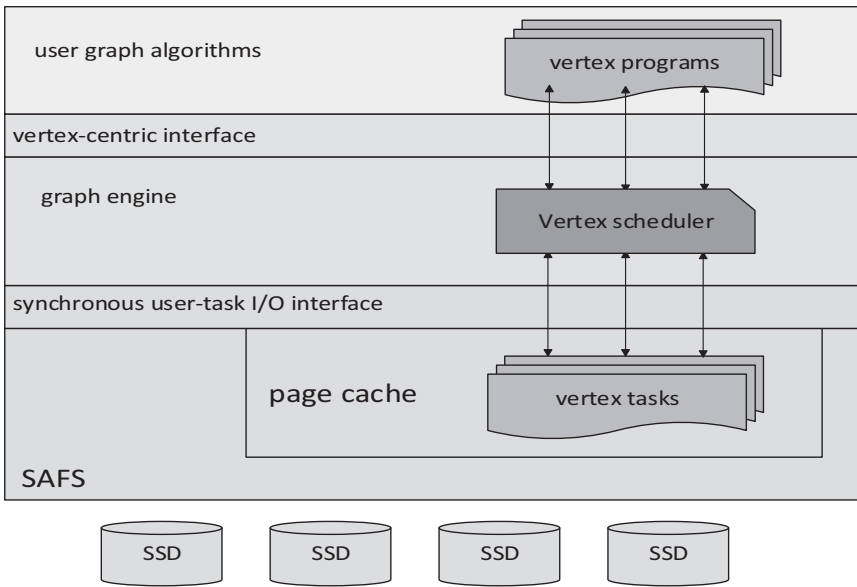 user graph algorithms
vertex programs
vertex-centric interface
graph engine
Vertex scheduler
synchronous user-task I/O interface
page cache
vertex tasks
SAFS
SSD
SSD
SSD
SSD